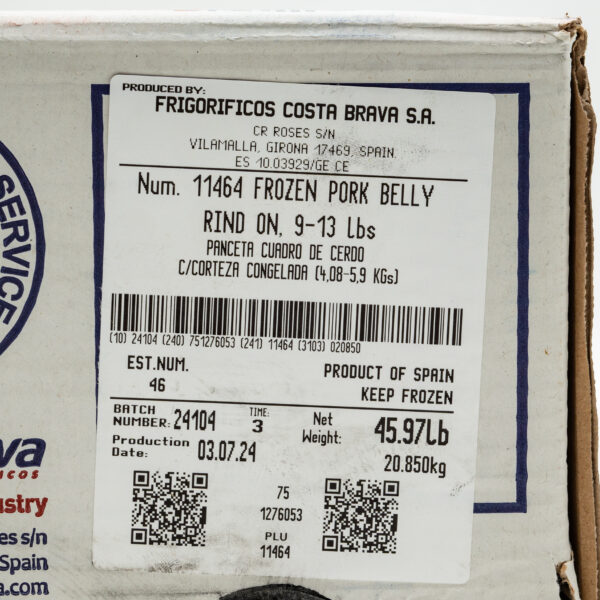 PRODUCED BY:
FRIGORIFICOS COSTA BRAVA S.A.
CR ROSES S/N
VILAMALLA, GIRONA 17469, SPAIN,
ES 10.03929/GE CE
Num. 11464 FROZEN PORK BELLY
RIND ON, 9-13 Lbs
PANCETA CUADRO DE CERDO
C/CORTEZA CONGELADA (4,08-5,9 KGs)
(10) 24104 (240) 751276053 (241) 11464 (3103) 020850
EST.NUM.
46
PRODUCT OF SPAIN
KEEP FROZEN
BATCH NUMBER: 24104
TIME: 3
Net Weight: 45.97Lb
20.850kg
Production Date: 03.07.24
75
1276053
PLU
11464
SERVICE
va
icos
ustry
ses s/n
Spain
a.com